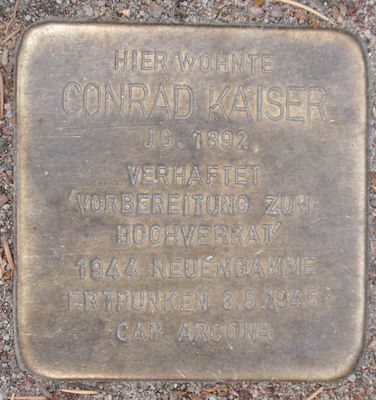 HIER WOHNTE
CONRAD KAISER
JG. 1892
VERHAFTET
'VORBEREITUNG ZUM
HOCHVERRAT'
1944 NEUENGAMME
ERTRUNKEN 3.5.1945
CAP ARCONA